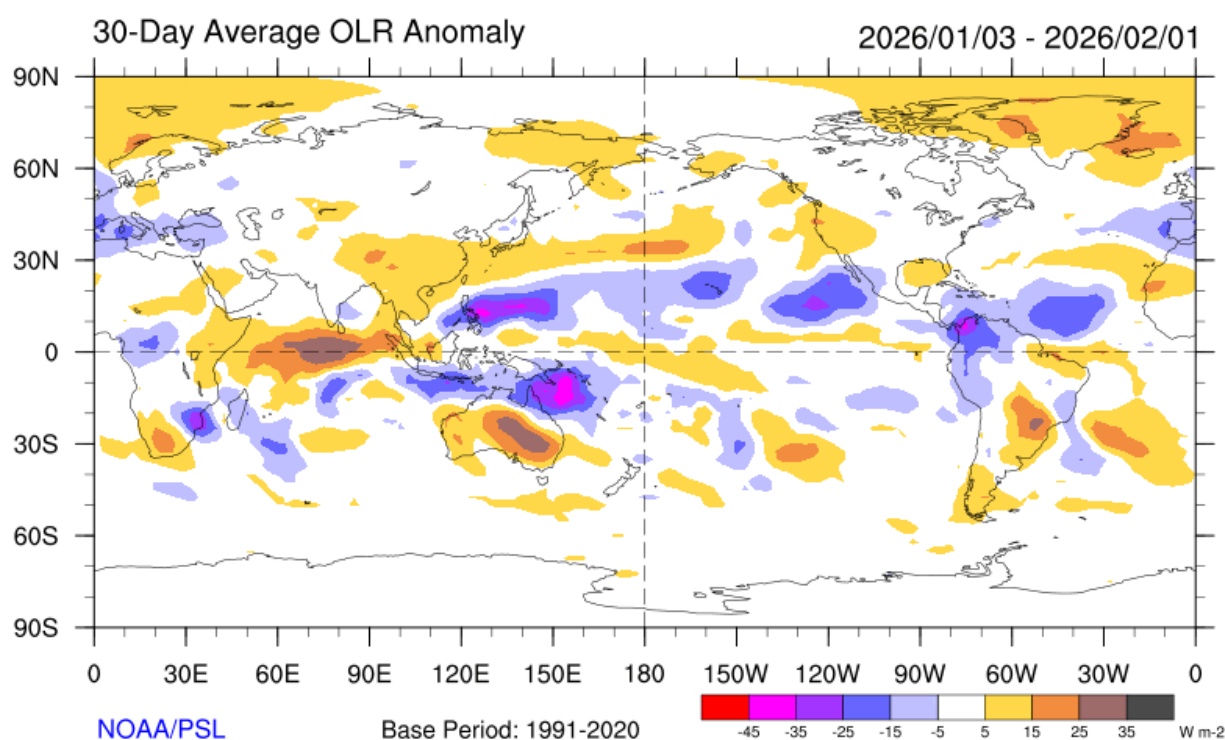 30-Day Average OLR Anomaly 2026/01/03 - 2026/02/01
90N
60N
30N
0
30S
60S
90S
0 30E 60E 90E 120E 150E 180 150W 120W 90W 60W 30W 0
NOAA/PSL Base Period: 1991-2020
-45 -35 -25 -15 -5 5 15 25 35 W m-2